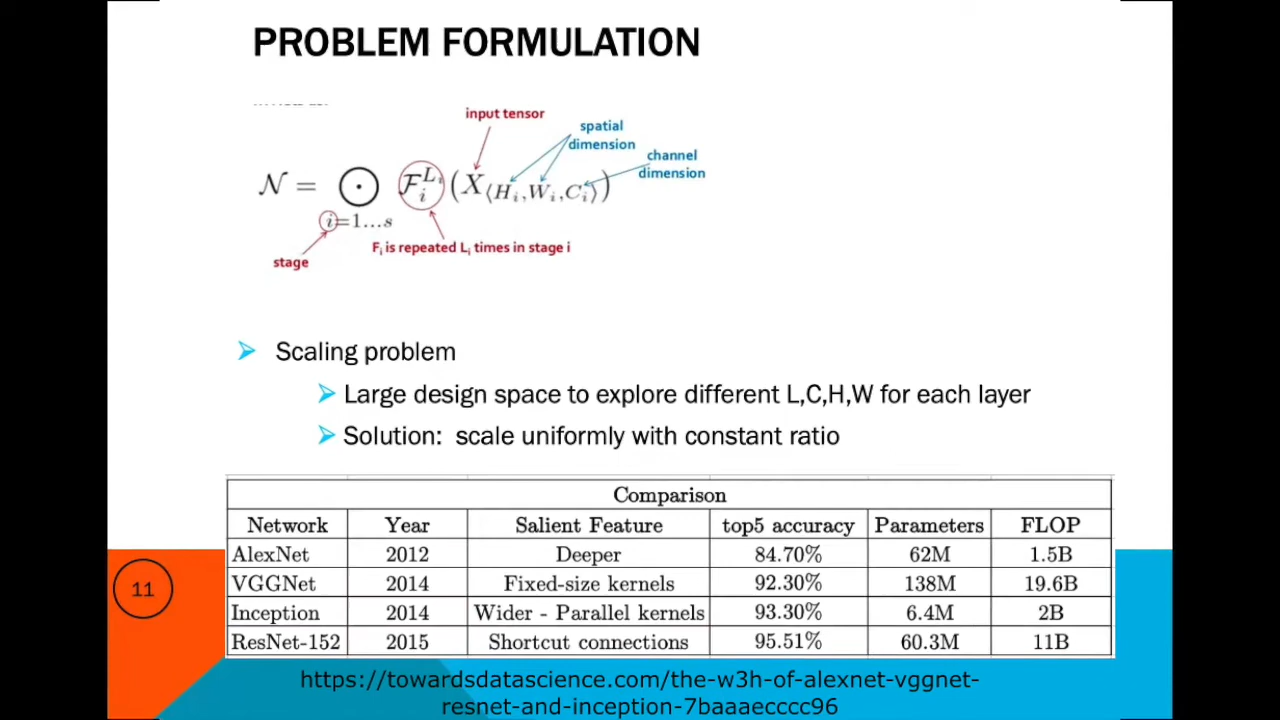 PROBLEM FORMULATION
input tensor
spatial
dimension
channel
dimension
N = ⊙ F_i^{L_i} (X_{⟨H_i,W_i,C_i⟩})
i=1...s
F_i is repeated L_i times in stage i
stage
Scaling problem
Large design space to explore different L,C,H,W for each layer
Solution: scale uniformly with constant ratio
Comparison
Network Year Salient Feature top5 accuracy Parameters FLOP
AlexNet 2012 Deeper 84.70% 62M 1.5B
VGGNet 2014 Fixed-size kernels 92.30% 138M 19.6B
Inception 2014 Wider - Parallel kernels 93.30% 6.4M 2B
ResNet-152 2015 Shortcut connections 95.51% 60.3M 11B
11
https://towardsdatascience.com/the-w3h-of-alexnet-vggnet-
resnet-and-inception-7baaaecccc96